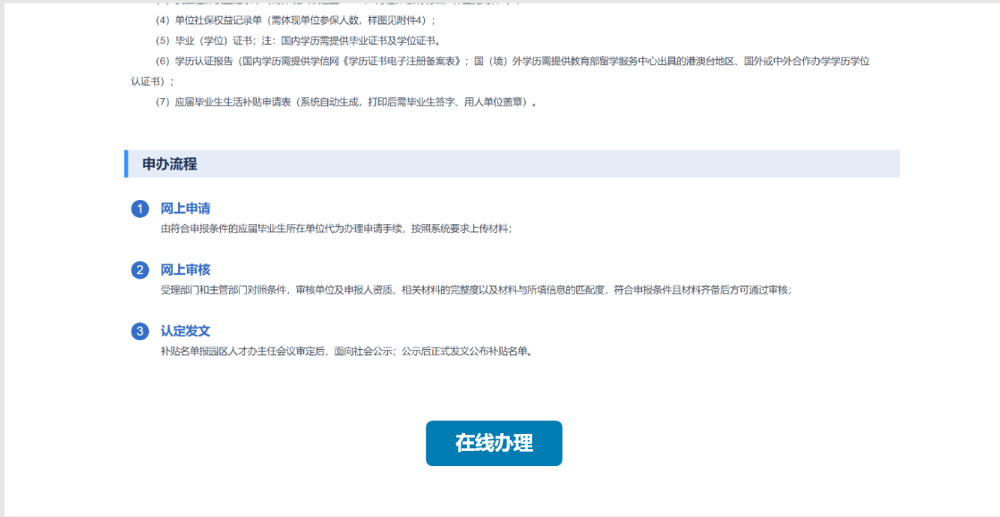 (4）单位社保权益记录单（需体现单位参保人数，样图见附件4）;
(5）毕业（学位）证书；注：国内学历需提供毕业证书及学位证书。
(6）学历认证报告（国内学历需提供学信网《学历证书电子注册备案表》；国（境）外学历需提供教育部留学服务中心出具的港澳台地区、国外或中外合作办学学历学位
认证书）;
(7）应届毕业生生活补贴申请表（系统自动生成，打印后需毕业生签字、用人单位盖章）。
申办流程
1 网上申请
由符合申报条件的应届毕业生所在单位代为办理申请手续，按照系统要求上传材料;
2 网上审核
受理部门和主管部门对照条件，审核单位及申报人资质、相关材料的完整度以及材料与所填信息的匹配度，符合申报条件且材料齐备后方可通过审核;
3 认定发文
补贴名单报园区人才办主任会议审定后，面向社会公示；公示后正式发文公布补贴名单。
在线办理